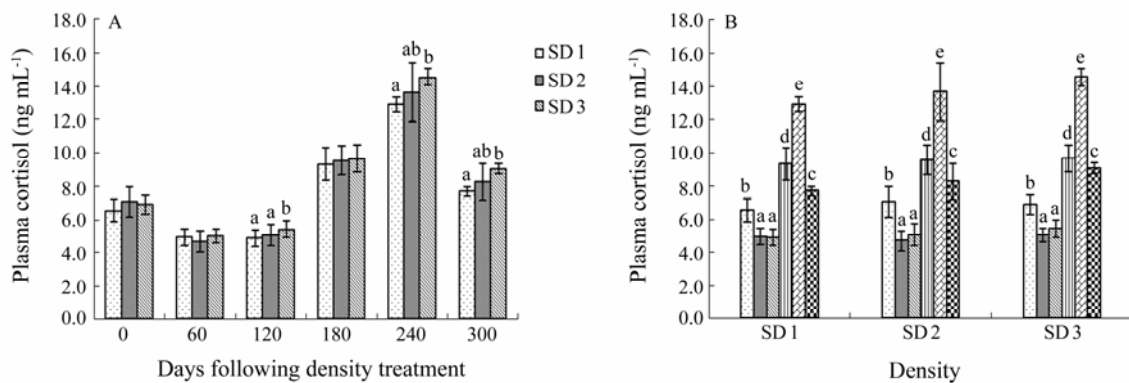 A
18.0
16.0
14.0
12.0
10.0
8.0
6.0
4.0
2.0
0.0
Plasma cortisol (ng mL-1)
a a b
a ab b
a ab b
0 60 120 180 240 300
Days following density treatment
SD 1
SD 2
SD 3
B
18.0
16.0
14.0
12.0
10.0
8.0
6.0
4.0
2.0
0.0
Plasma cortisol (ng mL-1)
b a a d e c
b a a d e c
b a a d e c
SD 1 SD 2 SD 3
Density